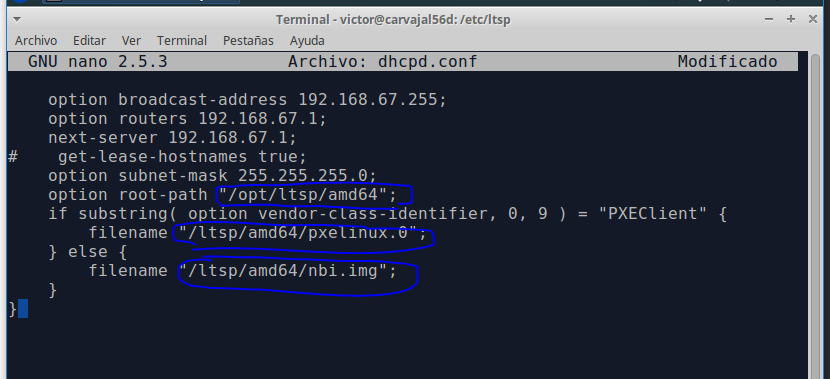 Terminal - victor@carvajal56d: /etc/ltsp
Archivo Editar Ver Terminal Pestañas Ayuda
GNU nano 2.5.3 Archivo: dhcpd.conf Modificado
option broadcast-address 192.168.67.255;
option routers 192.168.67.1;
next-server 192.168.67.1;
# get-lease-hostnames true;
option subnet-mask 255.255.255.0;
option root-path "/opt/ltsp/amd64";
if substring( option vendor-class-identifier, 0, 9 ) = "PXEClient" {
filename "/ltsp/amd64/pxelinux.0";
} else {
filename "/ltsp/amd64/nbi.img";
}
}